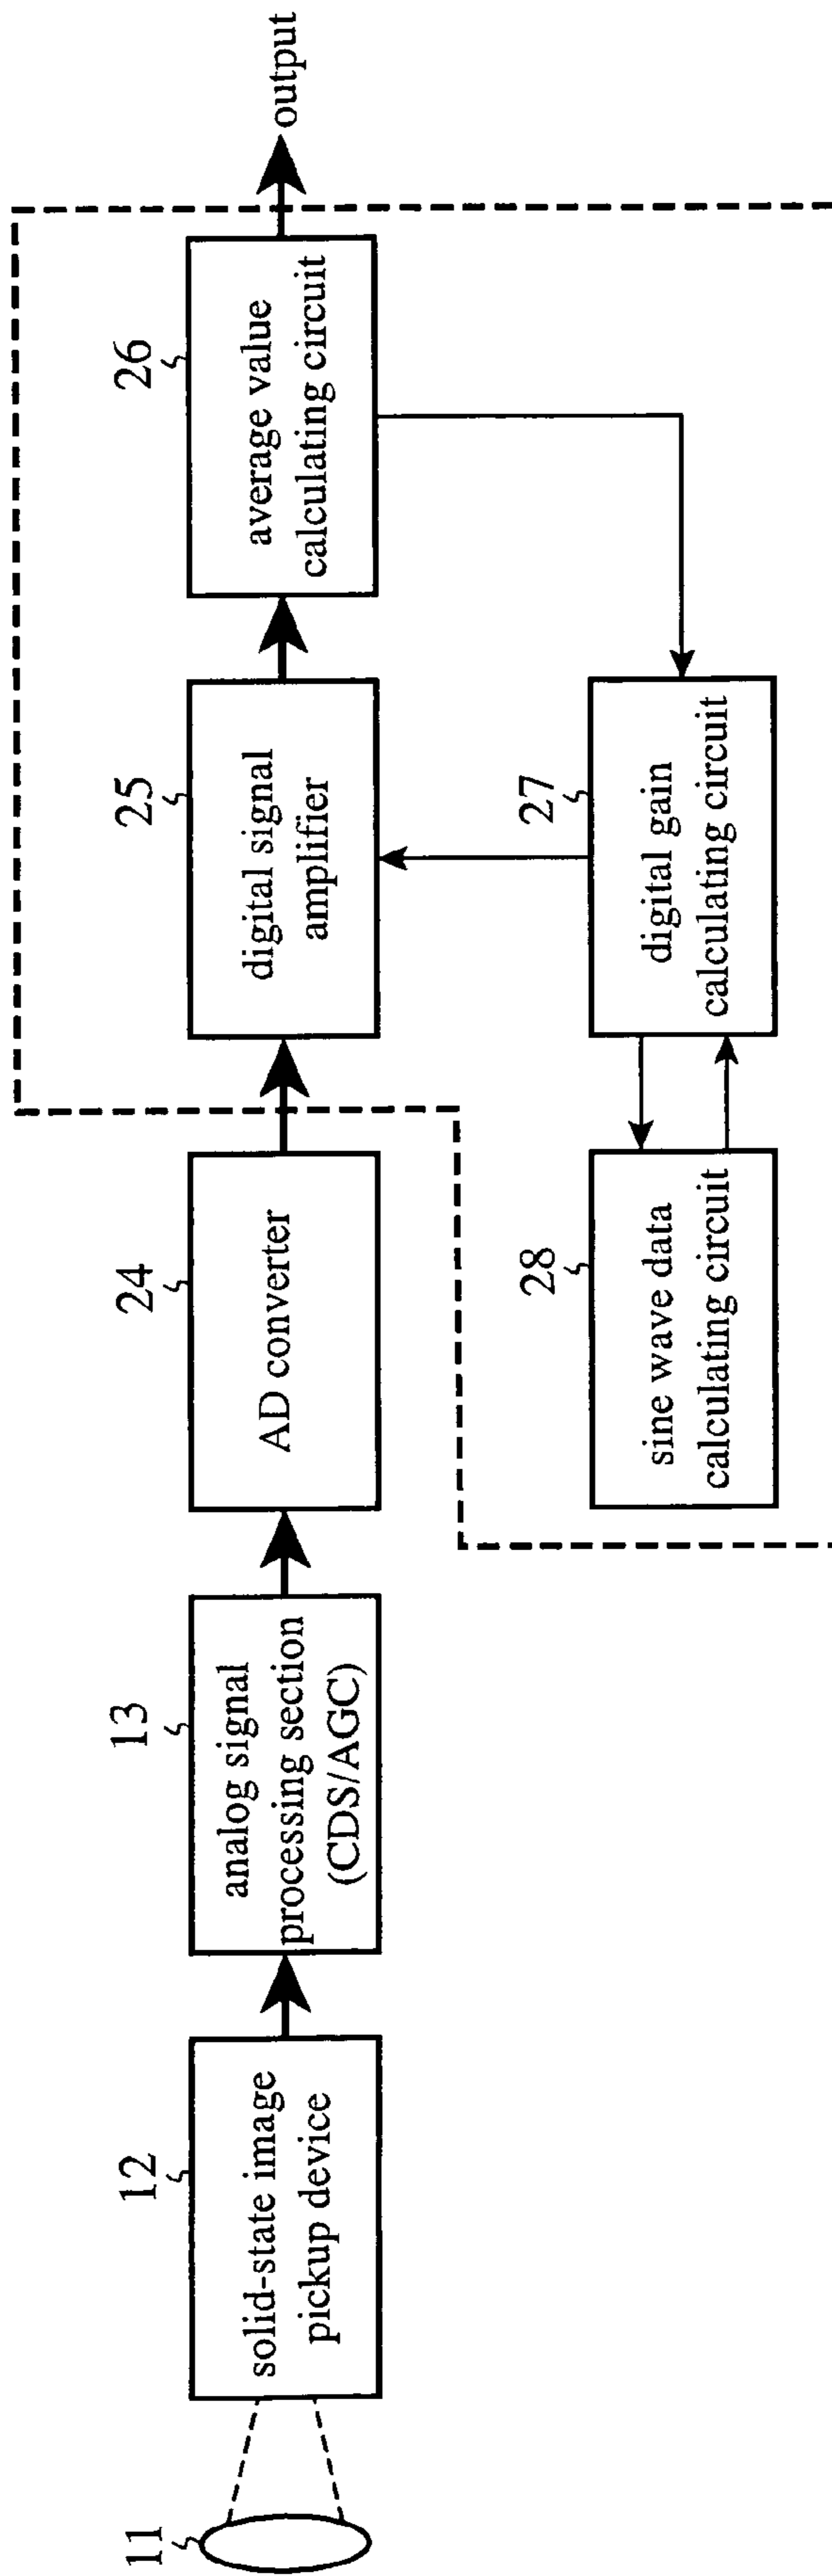 11
12
solid-state image
pickup device
13
analog signal
processing section
(CDS/AGC)
24
AD converter
25
digital signal
amplifier
26
average value
calculating circuit
output
28
sine wave data
calculating circuit
27
digital gain
calculating circuit